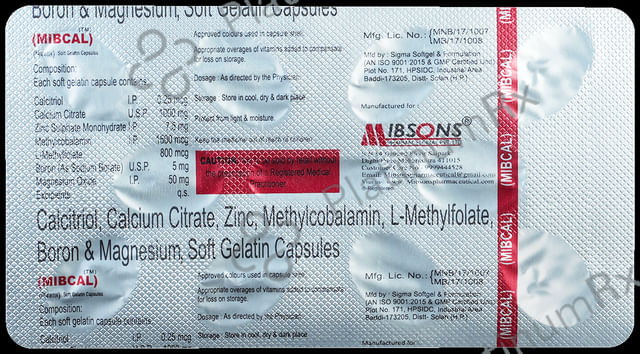 Boron & Magnesium, Soft Gelatin Capsules
(MIBCAL) (TM)
Soft Gelatin Capsules
Composition:
Each soft gelatin capsule contains
Calcitriol I.P. 0.25 mcg
Calcium Citrate U.S.P. 1000 mg
Zinc Sulphate Monohydrate I.P. 7.5 mg
Methylcobalamin I.P. 1500 mcg
L-Methylfolate 800 mcg
Boron (As Sodium Borate) U.S.P. 5 mg
Magnesium Oxide I.P. 50 mg
Excipients q.s.
Approved colours used in capsule shell.
Appropriate overages of vitamins added to compensate
for loss on storage.
Dosage : As directed by the Physician
Storage : Store in cool, dry & dark place
Protect from light & moisture.
Keep the medicine out of reach of children
CAUTION:
the prescription of a Registered Medical
Practitioner
Mfg. Lic. No.: {MNB/17/1007
{MB/17/1008
Mfd by : Sigma Softgel & Formulation
(AN ISO 9001:2015 & GMP Certified Unit)
Plot No. 171, HPSIDC, Industrial Area
Baddi-173205, Distt- Solan (H.P.)
Manufactured for :
MIBSONS®
PHARMACEUTICAL PVT. LTD.
(MIBCAL)
(MIBCAL)
(MIBCAL)
Calcitriol, Calcium Citrate, Zinc, Methylcobalamin, L-Methylfolate,
Boron & Magnesium, Soft Gelatin Capsules
(MIBCAL) (TM)
Soft Gelatin Capsules
Composition:
Each soft gelatin capsule contains
Calcitriol I.P. 0.25 mcg
Approved colours used in capsule shell.
Appropriate overages of vitamins added to compensate
for loss on storage.
Dosage : As directed by the Physician
Storage : Store in cool, dry & dark place
Mfg. Lic. No.: {MNB/17/1007
{MB/17/1008
Mfd by : Sigma Softgel & Formulation
(AN ISO 9001:2015 & GMP Certified Unit)
Plot No. 171, HPSIDC, Industrial Area
Baddi-173205, Distt- Solan (H.P.)
Manufactured for :